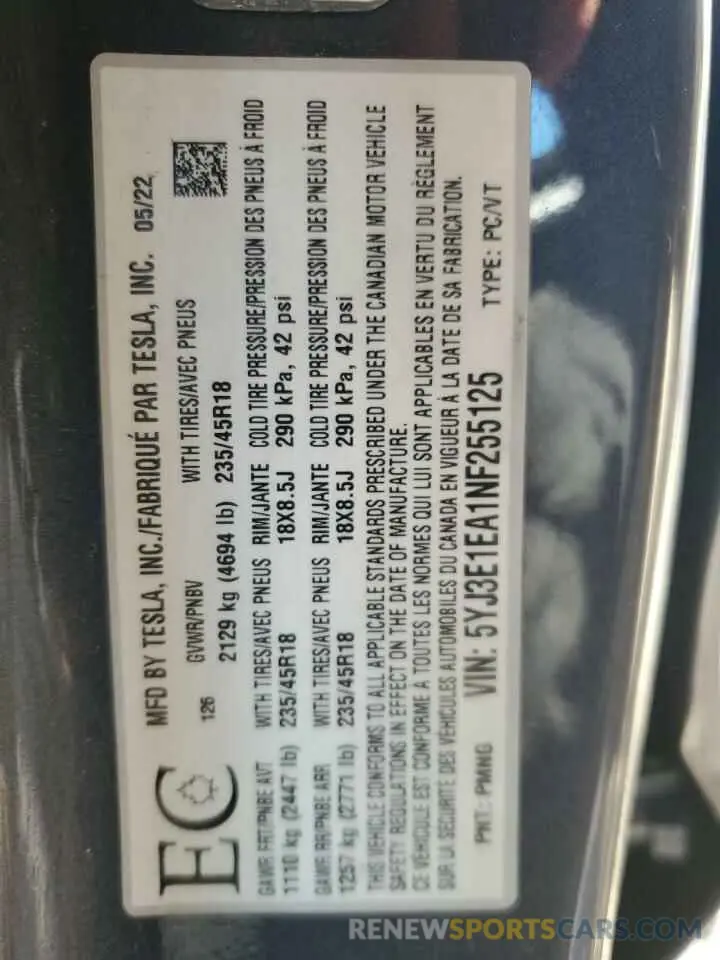 MFD BY TESLA, INC./FABRIQUÉ PAR TESLA, INC. 05/22
EC
126
GVWR/PNBV
WITH TIRES/AVEC PNEUS
2129 kg (4694 lb) 235/45R18
GAWR FRT/PNBE AVT WITH TIRES/AVEC PNEUS RIM/JANTE COLD TIRE PRESSURE/PRESSION DES PNEUS À FROID
1110 kg (2447 lb) 235/45R18 18X8.5J 290 kPa, 42 psi
GAWR RR/PNBE ARR WITH TIRES/AVEC PNEUS RIM/JANTE COLD TIRE PRESSURE/PRESSION DES PNEUS À FROID
1257 kg (2771 lb) 235/45R18 18X8.5J 290 kPa, 42 psi
THIS VEHICLE CONFORMS TO ALL APPLICABLE STANDARDS PRESCRIBED UNDER THE CANADIAN MOTOR VEHICLE
SAFETY REGULATIONS IN EFFECT ON THE DATE OF MANUFACTURE.
CE VÉHICULE EST CONFORME À TOUTES LES NORMES QUI LUI SONT APPLICABLES EN VERTU DU RÈGLEMENT
SUR LA SÉCURITÉ DES VÉHICULES AUTOMOBILES DU CANADA EN VIGUEUR À LA DATE DE SA FABRICATION.
PNT: PMNG VIN: 5YJ3E1EA1NF255125 TYPE: PC/VT
RENEWSPORTSCARS.COM